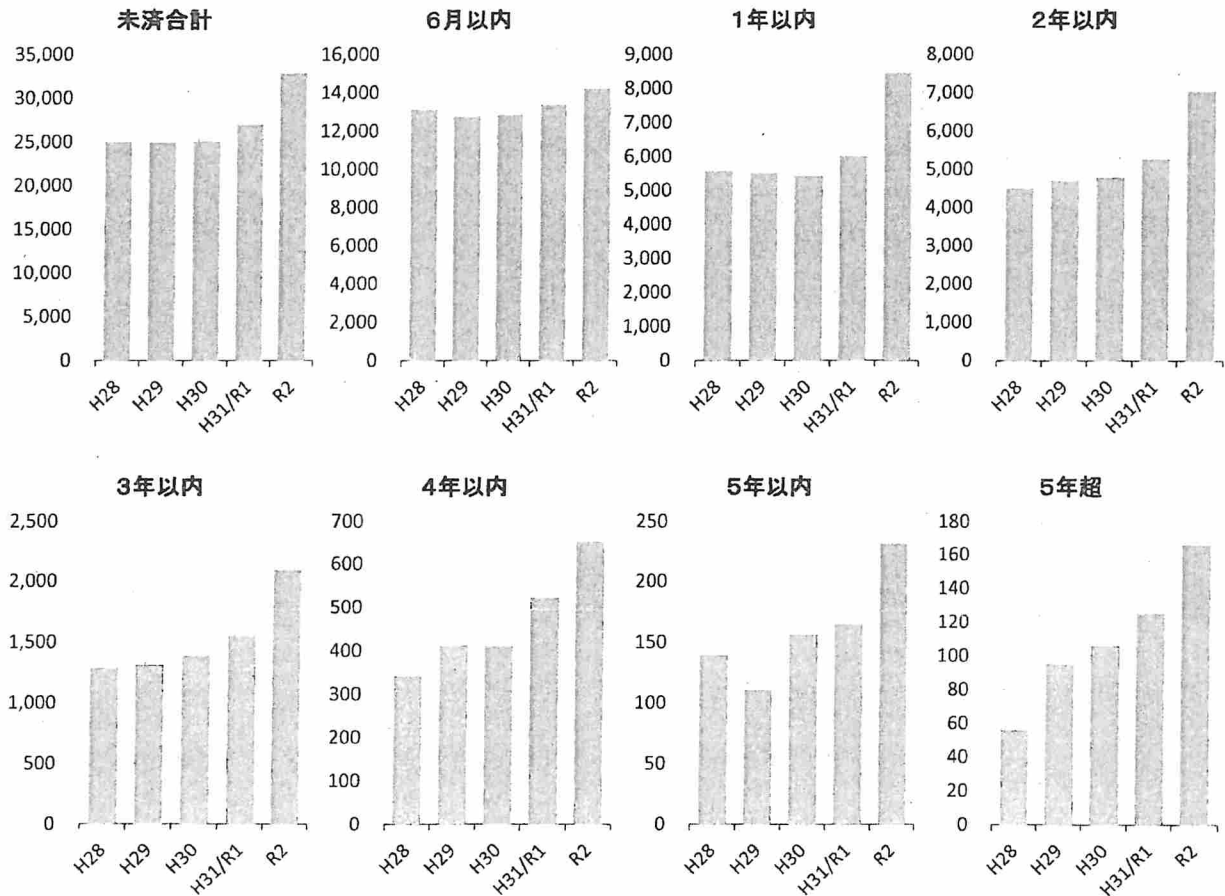 未済合計
35,000
30,000
25,000
20,000
15,000
10,000
5,000
0
H28
H29
H30
H31/R1
R2
6月以内
16,000
14,000
12,000
10,000
8,000
6,000
4,000
2,000
0
H28
H29
H30
H31/R1
R2
1年以内
9,000
8,000
7,000
6,000
5,000
4,000
3,000
2,000
1,000
0
H28
H29
H30
H31/R1
R2
2年以内
8,000
7,000
6,000
5,000
4,000
3,000
2,000
1,000
0
H28
H29
H30
H31/R1
R2
3年以内
2,500
2,000
1,500
1,000
500
0
H28
H29
H30
H31/R1
R2
4年以内
700
600
500
400
300
200
100
0
H28
H29
H30
H31/R1
R2
5年以内
250
200
150
100
50
0
H28
H29
H30
H31/R1
R2
5年超
180
160
140
120
100
80
60
40
20
0
H28
H29
H30
H31/R1
R2